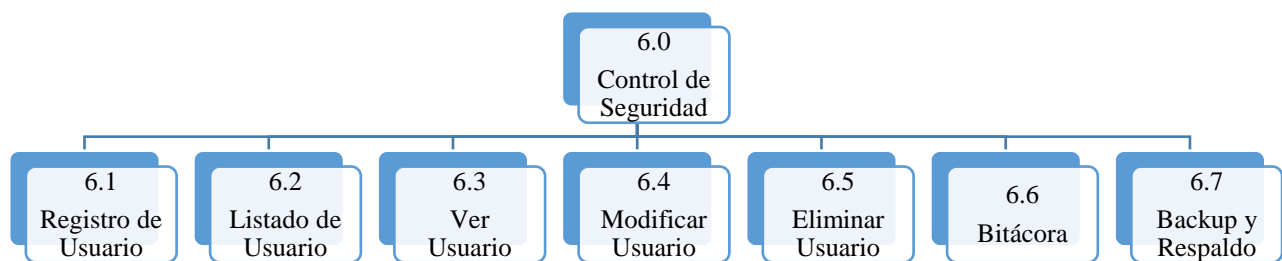 6.0
Control de
Seguridad
6.1
Registro de
Usuario
6.2
Listado de
Usuario
6.3
Ver
Usuario
6.4
Modificar
Usuario
6.5
Eliminar
Usuario
6.6
Bitácora
6.7
Backup y
Respaldo